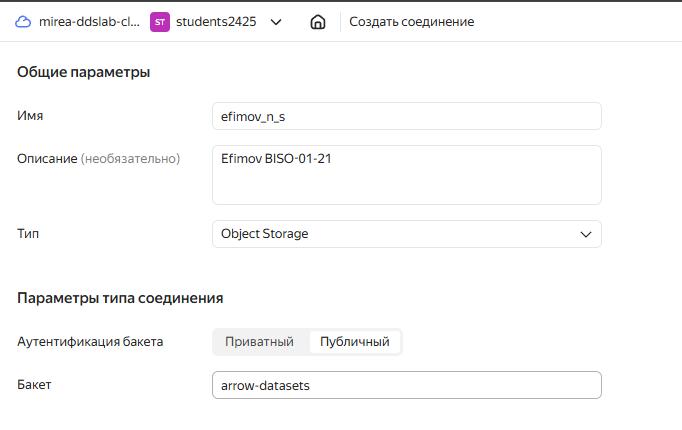 mirea-ddslab-cl... ST students2425 Создать соединение
Общие параметры
Имя efimov_n_s
Описание (необязательно) Efimov BISO-01-21
Тип Object Storage
Параметры типа соединения
Аутентификация бакета Приватный Публичный
Бакет arrow-datasets